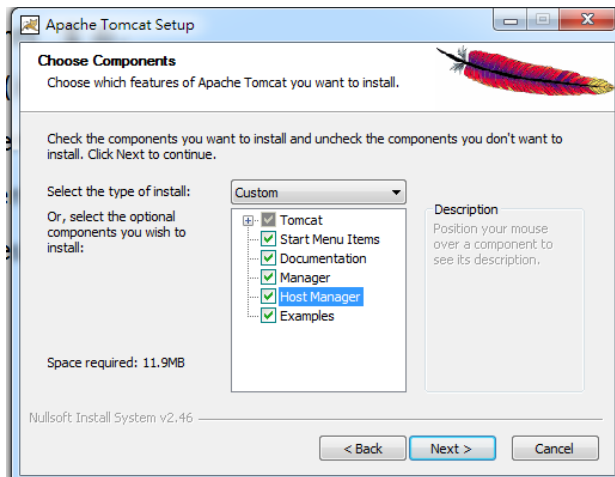 Apache Tomcat Setup
Choose Components
Choose which features of Apache Tomcat you want to install.
Check the components you want to install and uncheck the components you don't want to
install. Click Next to continue.
Select the type of install:
Custom
Or, select the optional
components you wish to
install:
Tomcat
Start Menu Items
Documentation
Manager
Host Manager
Examples
Description
Position your mouse
over a component to
see its description.
Space required: 11.9MB
Nullsoft Install System v2.46
< Back
Next >
Cancel